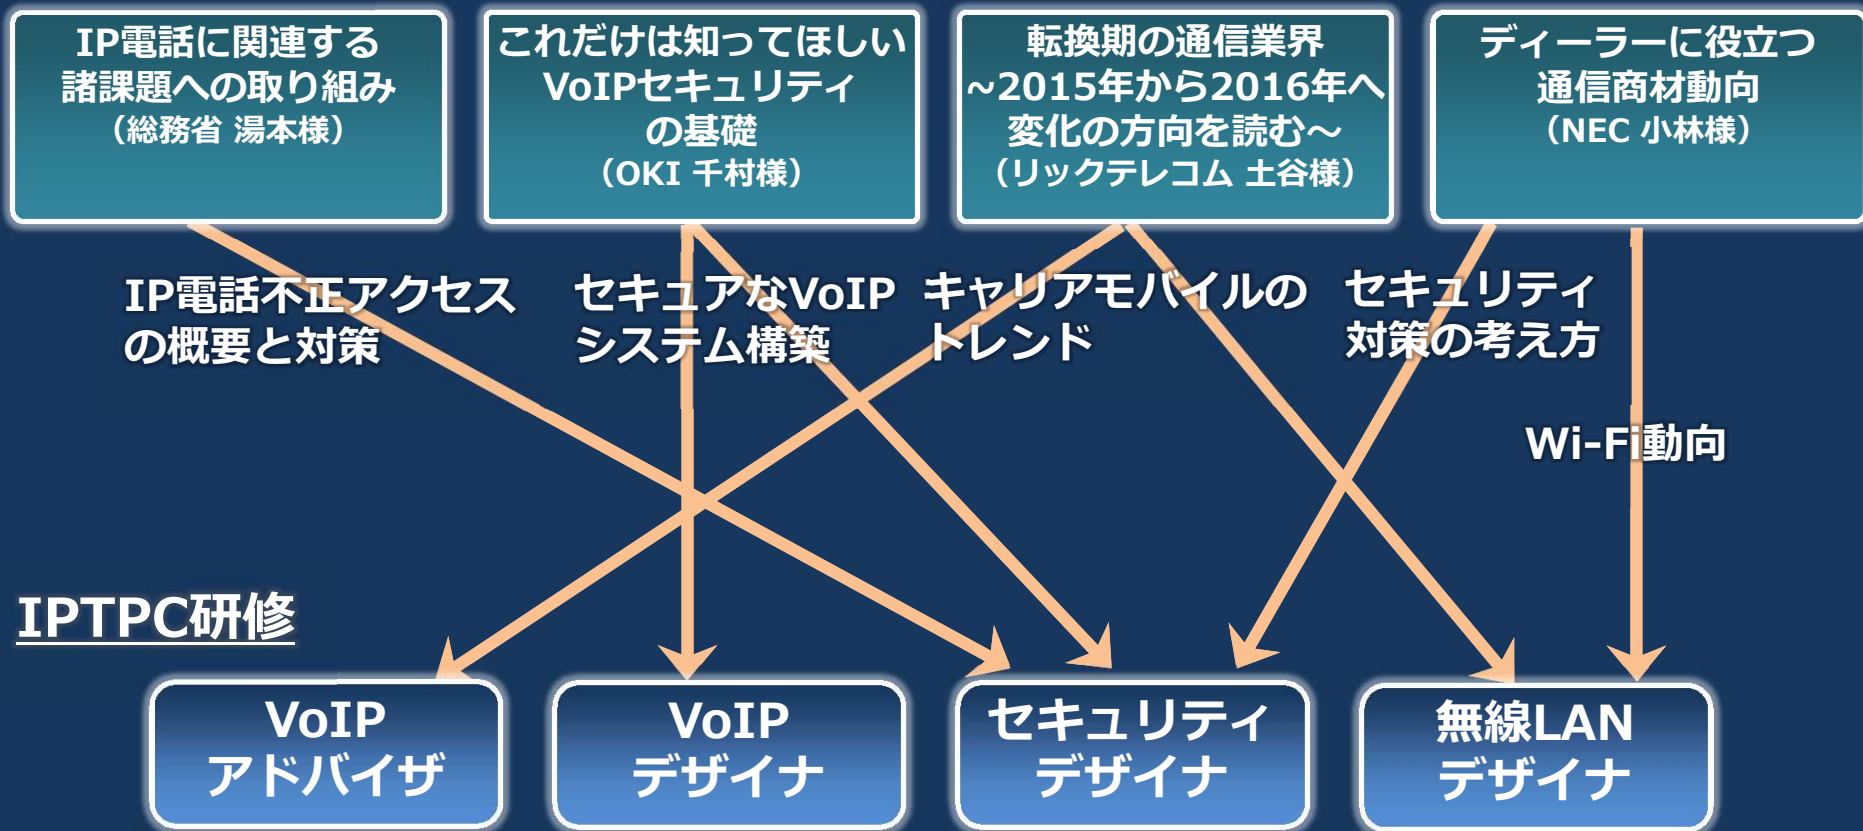 IP電話に関連する
諸課題への取り組み
（総務省 湯本様）
これだけは知ってほしい
VoIPセキュリティ
の基礎
（OKI 千村様）
転換期の通信業界
~2015年から2016年へ
変化の方向を読む～
（リックテレコム 土谷様）
ディーラーに役立つ
通信商材動向
（NEC 小林様）
IP電話不正アクセス
の概要と対策
セキュアなVoIP
システム構築
キャリアモバイルの
トレンド
セキュリティ
対策の考え方
Wi-Fi動向
IPTPC研修
VoIP
アドバイザ
VoIP
デザイナ
セキュリティ
デザイナ
無線LAN
デザイナ